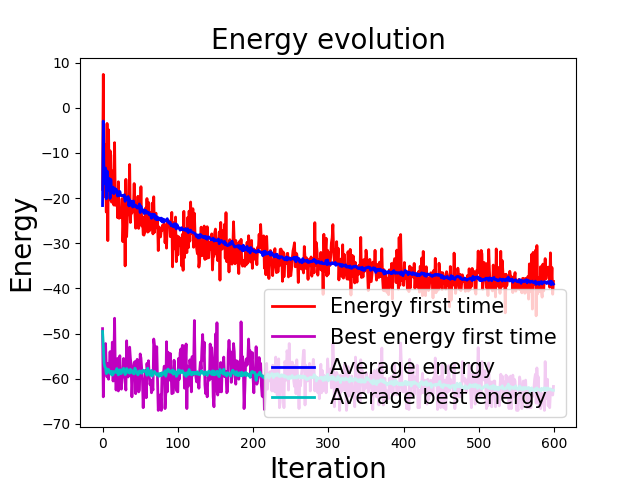 Energy evolution
Energy
10
0
−10
−20
−30
−40
−50
−60
−70
Energy first time
Best energy first time
Average energy
Average best energy
0 100 200 300 400 500 600
Iteration